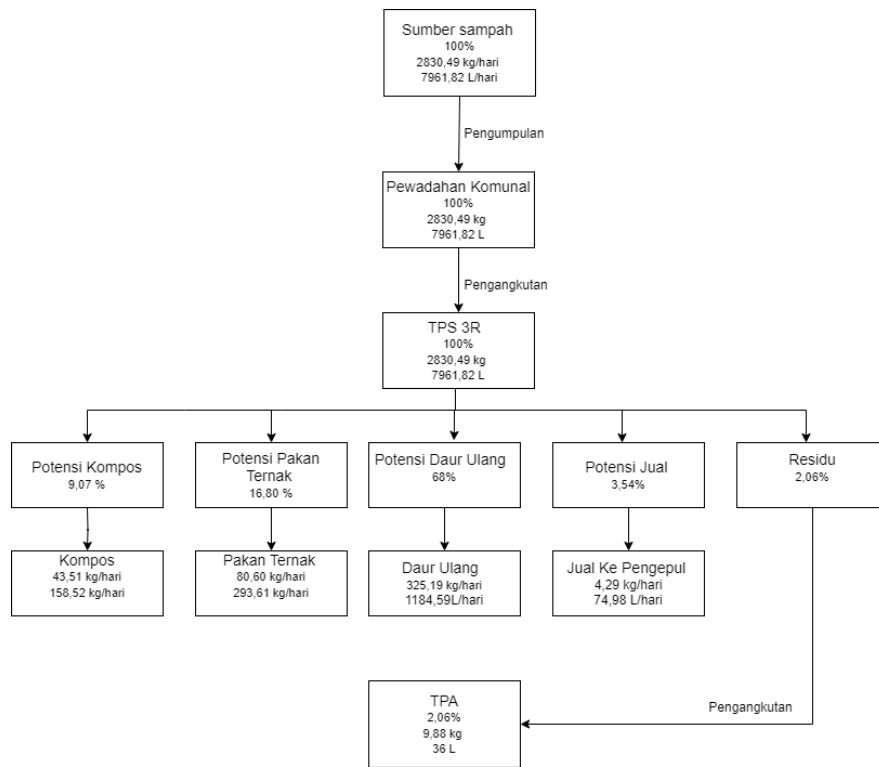 Sumber sampah
100%
2830,49 kg/hari
7961,82 L/hari
Pengumpulan
Pewadahan Komunal
100%
2830,49 kg
7961,82 L
Pengangkutan
TPS 3R
100%
2830,49 kg
7961,82 L
Potensi Kompos
9,07 %
Potensi Pakan
Ternak
16,80 %
Potensi Daur Ulang
68%
Potensi Jual
3,54%
Residu
2,06%
Kompos
43,51 kg/hari
158,52 kg/hari
Pakan Ternak
80,60 kg/hari
293,61 kg/hari
Daur Ulang
325,19 kg/hari
1184,59L/hari
Jual Ke Pengepul
4,29 kg/hari
74,98 L/hari
TPA
2,06%
9,88 kg
36 L
Pengangkutan